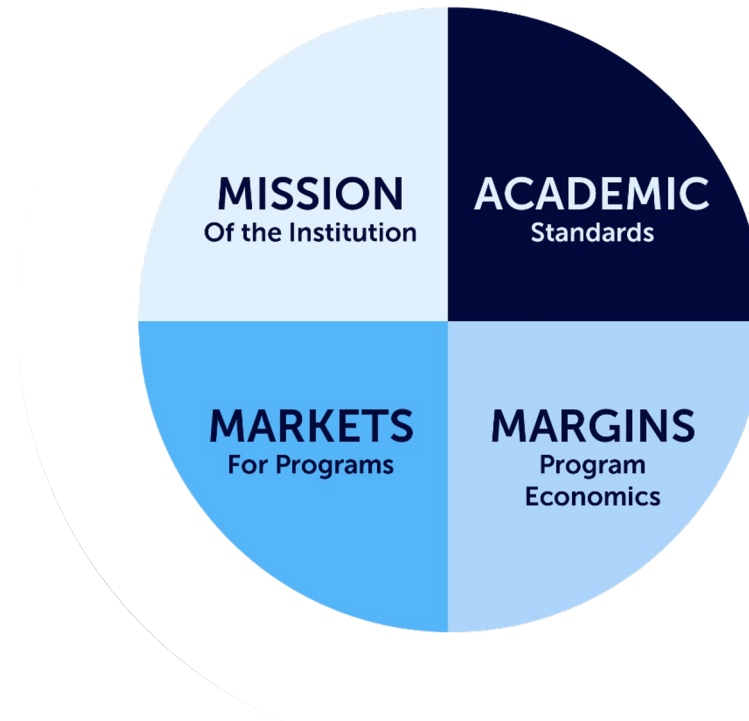 MISSION
Of the Institution
ACADEMIC
Standards
MARKETS
For Programs
MARGINS
Program
Economics